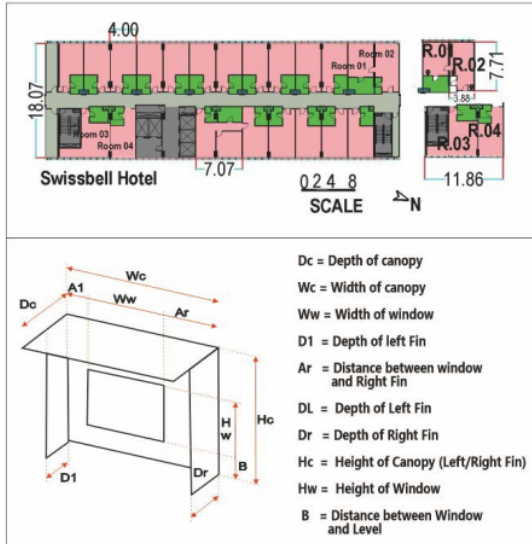 4.00
Room 02
Room 01
18.07
Room 03
Room 04
7.07
Swissbell Hotel
0 2 4 8
SCALE
N
R.01
R.02
7.71
3.88
R.03
R.04
11.86
Wc
A1
Ww
Dc
Ar
Hw
Hc
B
Dr
D1
Dc = Depth of canopy
Wc = Width of canopy
Ww = Width of window
D1 = Depth of left Fin
Ar = Distance between window
and Right Fin
DL = Depth of Left Fin
Dr = Depth of Right Fin
Hc = Height of Canopy (Left/Right Fin)
Hw = Height of Window
B = Distance between Window
and Level